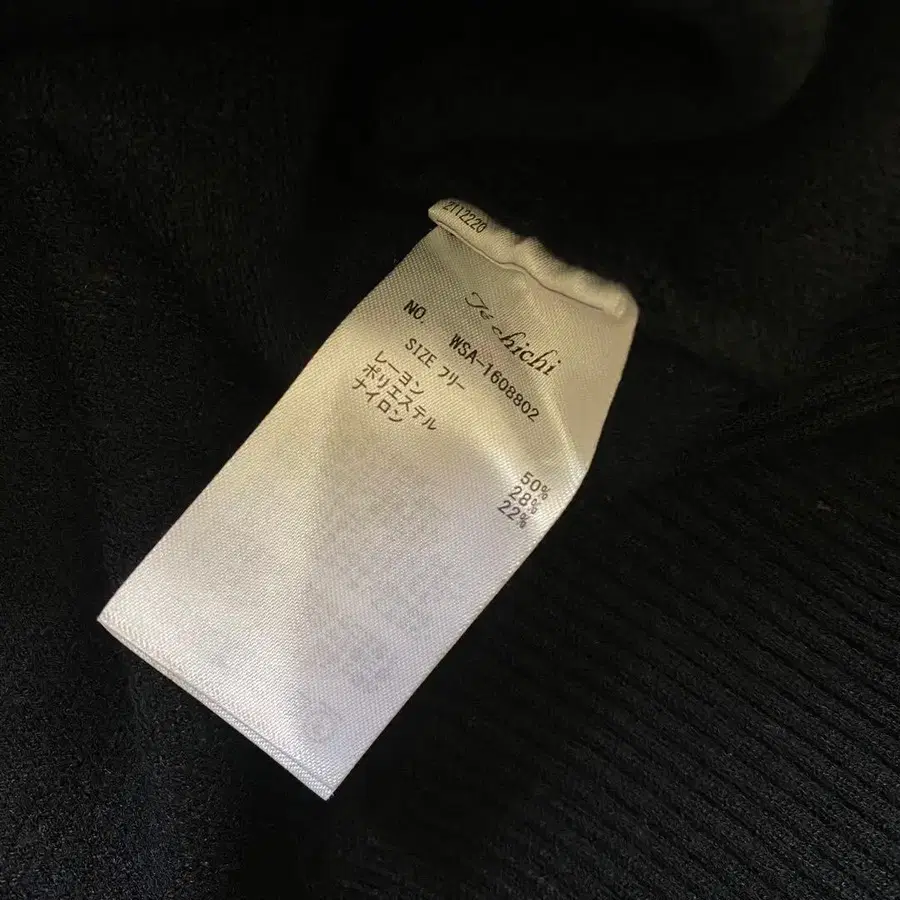 2112220
Té chichi
NO. WSA-1608802
SIZE フリー
レーヨン 50%
ポリエステル 28%
ナイロン 22%